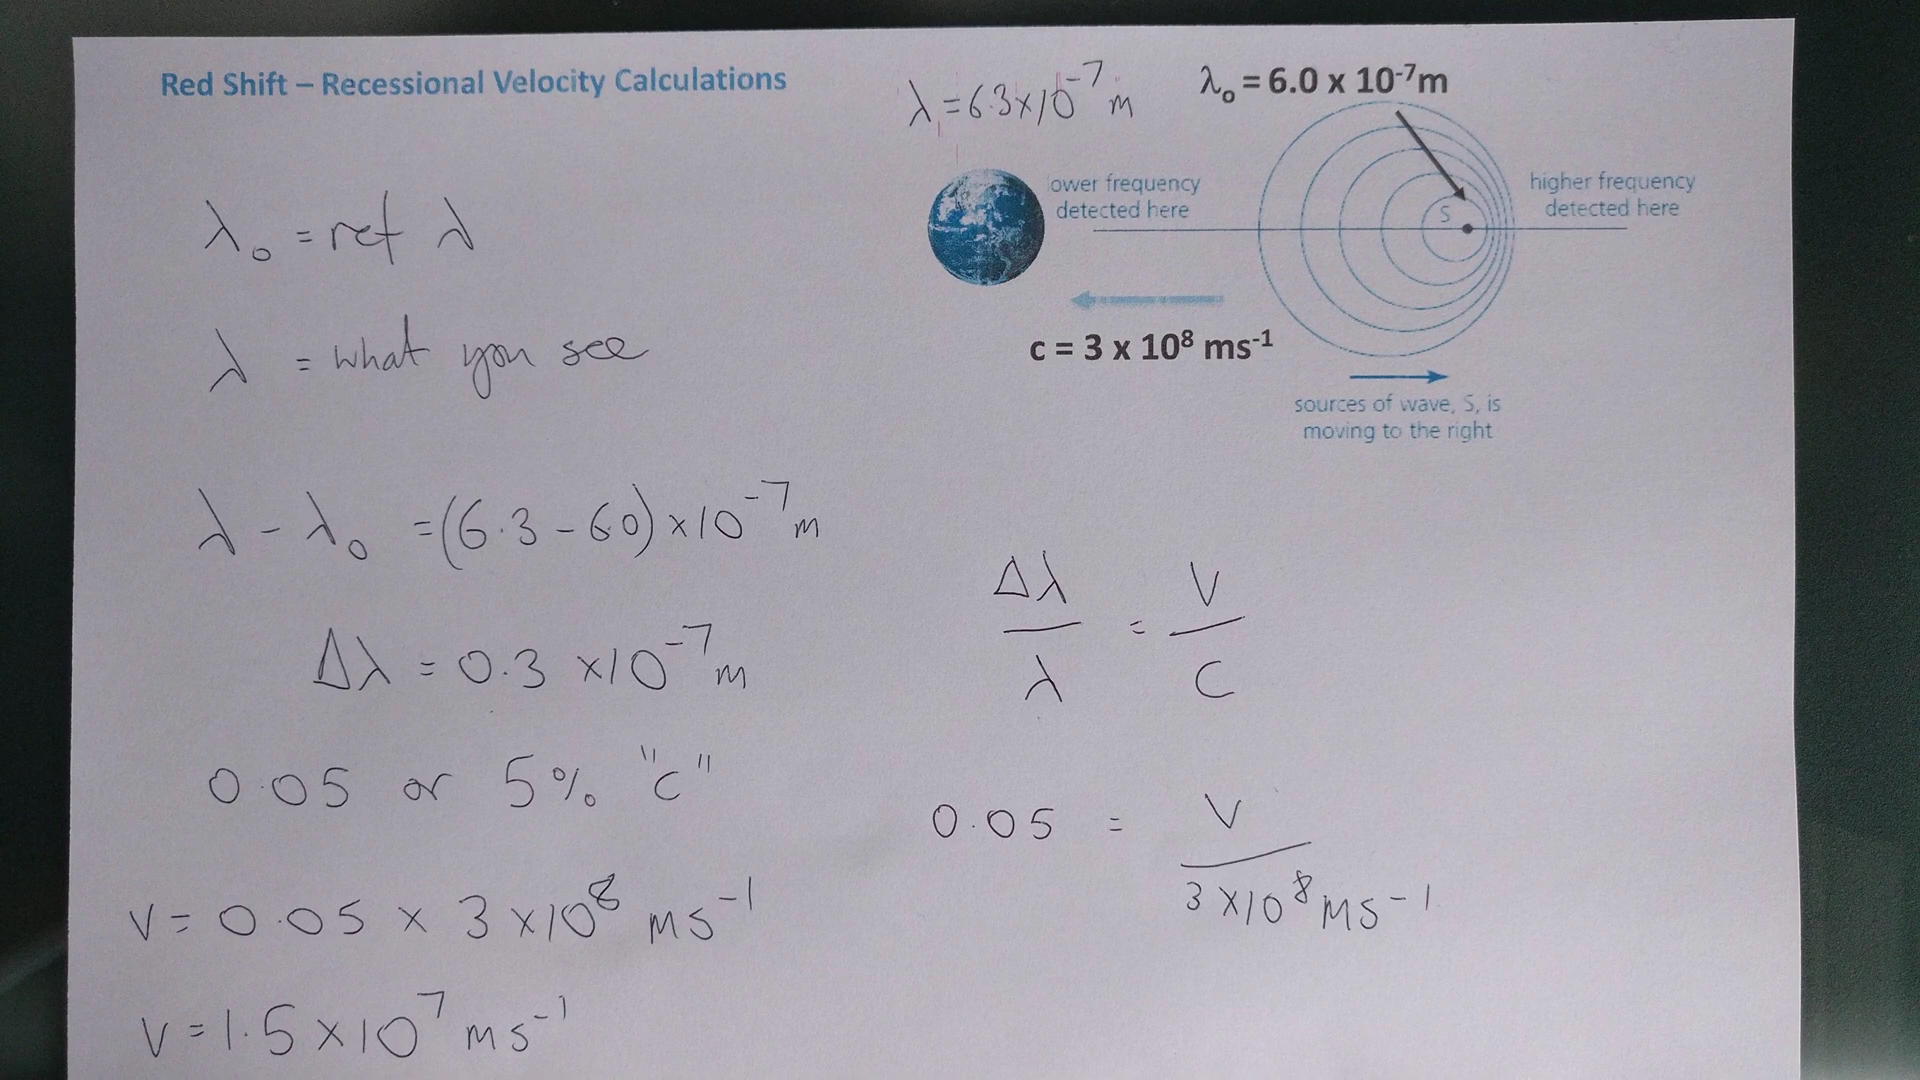 Red Shift – Recessional Velocity Calculations
λ = 6.3 x 10⁻⁷ m
λ₀ = 6.0 x 10⁻⁷m
ower frequency
detected here
S
higher frequency
detected here
c = 3 x 10⁸ ms⁻¹
sources of wave, S, is
moving to the right
λ₀ = ref λ
λ = what you see
λ - λ₀ = (6.3 - 6.0) x 10⁻⁷ m
Δλ = 0.3 x 10⁻⁷ m
Δλ/λ = V/C
0.05 or 5% "c"
0.05 = V/3 x 10⁸ ms⁻¹
V = 0.05 x 3 x 10⁸ ms⁻¹
V = 1.5 x 10⁷ ms⁻¹